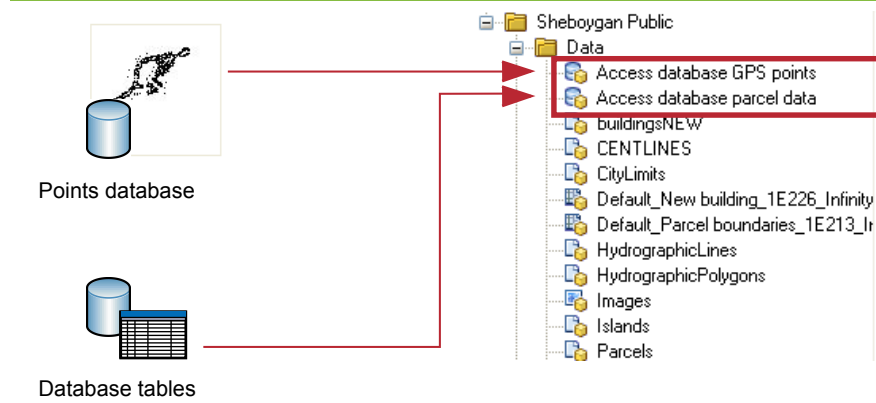 Sheboygan Public
Data
Access database GPS points
Access database parcel data
buildingsNEW
CENTLINES
CityLimits
Default_New building_1E226_Infinity
Default_Parcel boundaries_1E213_I
HydrographicLines
HydrographicPolygons
Images
Islands
Parcels
Points database
Database tables